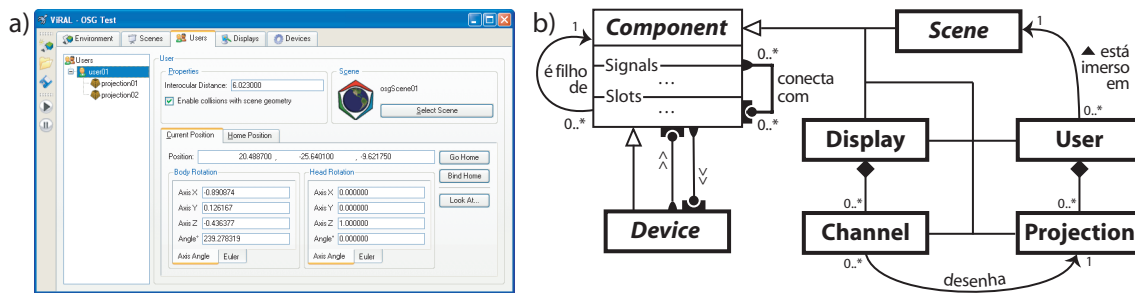 a)
ViRAL - OSG Test
Environment Scenes Users Displays Devices
Users
user01
projection01
projection02
User
Properties
Interocular Distance: 6.023000
Enable collisions with scene geometry
Scene
osgScene01
Select Scene
Current Position Home Position
Position: 20.488700 , -25.640100 , -9.621750
Go Home
Bind Home
Look At...
Body Rotation
Axis X -0.890874
Axis Y 0.126167
Axis Z -0.436377
Angle° 239.278319
Axis Angle Euler
Head Rotation
Axis X 0.000000
Axis Y 0.000000
Axis Z 1.000000
Angle° 0.000000
Axis Angle Euler
b)
Component
Signals
...
Slots
...
1
é filho
de
0..*
0..*
conecta
com
0..*
<<
>>
Device
Scene
1
▲ está
imerso
em
0..*
Display
User
0..*
0..*
Channel
Projection
0..*
desenha
1